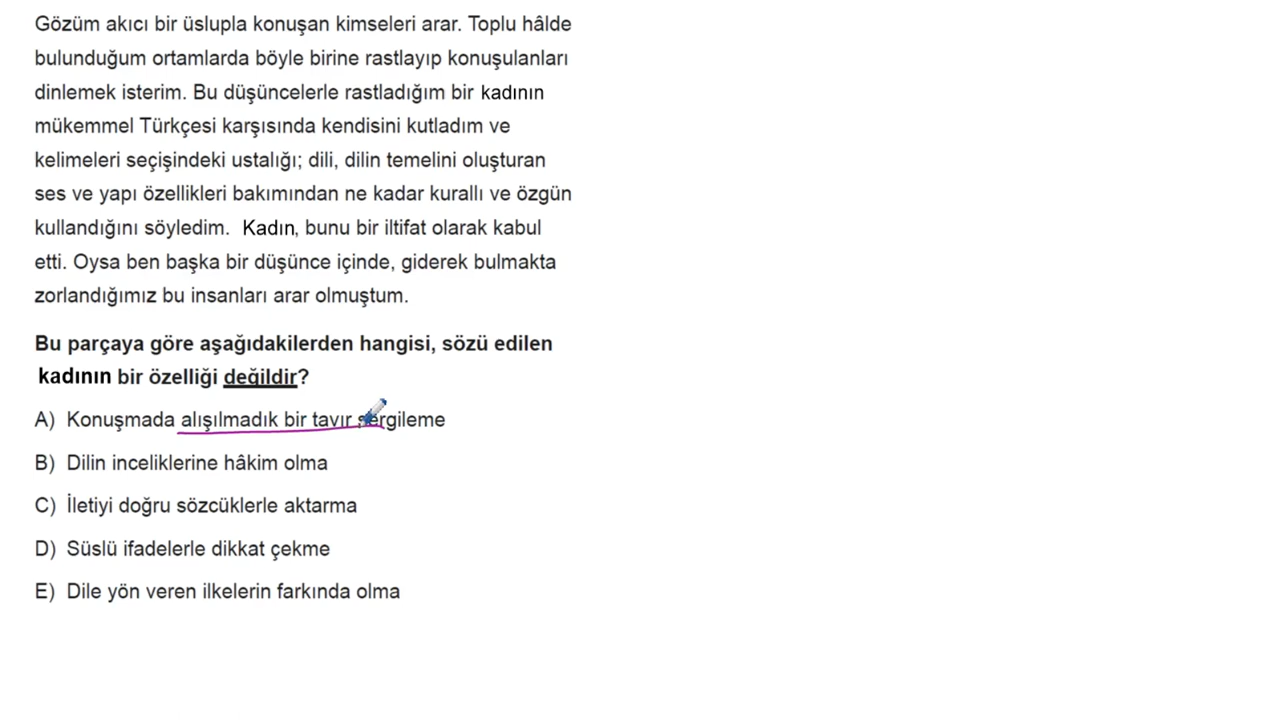 Gözüm akıcı bir üslupla konuşan kimseleri arar. Toplu hâlde
bulunduğum ortamlarda böyle birine rastlayıp konuşulanları
dinlemek isterim. Bu düşüncelerle rastladığım bir kadının
mükemmel Türkçesi karşısında kendisini kutladım ve
kelimeleri seçişindeki ustalığı; dili, dilin temelini oluşturan
ses ve yapı özellikleri bakımından ne kadar kurallı ve özgün
kullandığını söyledim. Kadın, bunu bir iltifat olarak kabul
etti. Oysa ben başka bir düşünce içinde, giderek bulmakta
zorlandığımız bu insanları arar olmuştum.
Bu parçaya göre aşağıdakilerden hangisi, sözü edilen
kadının bir özelliği değildir?
A) Konuşmada alışılmadık bir tavır sergileme
B) Dilin inceliklerine hâkim olma
C) İletiyi doğru sözcüklerle aktarma
D) Süslü ifadelerle dikkat çekme
E) Dile yön veren ilkelerin farkında olma